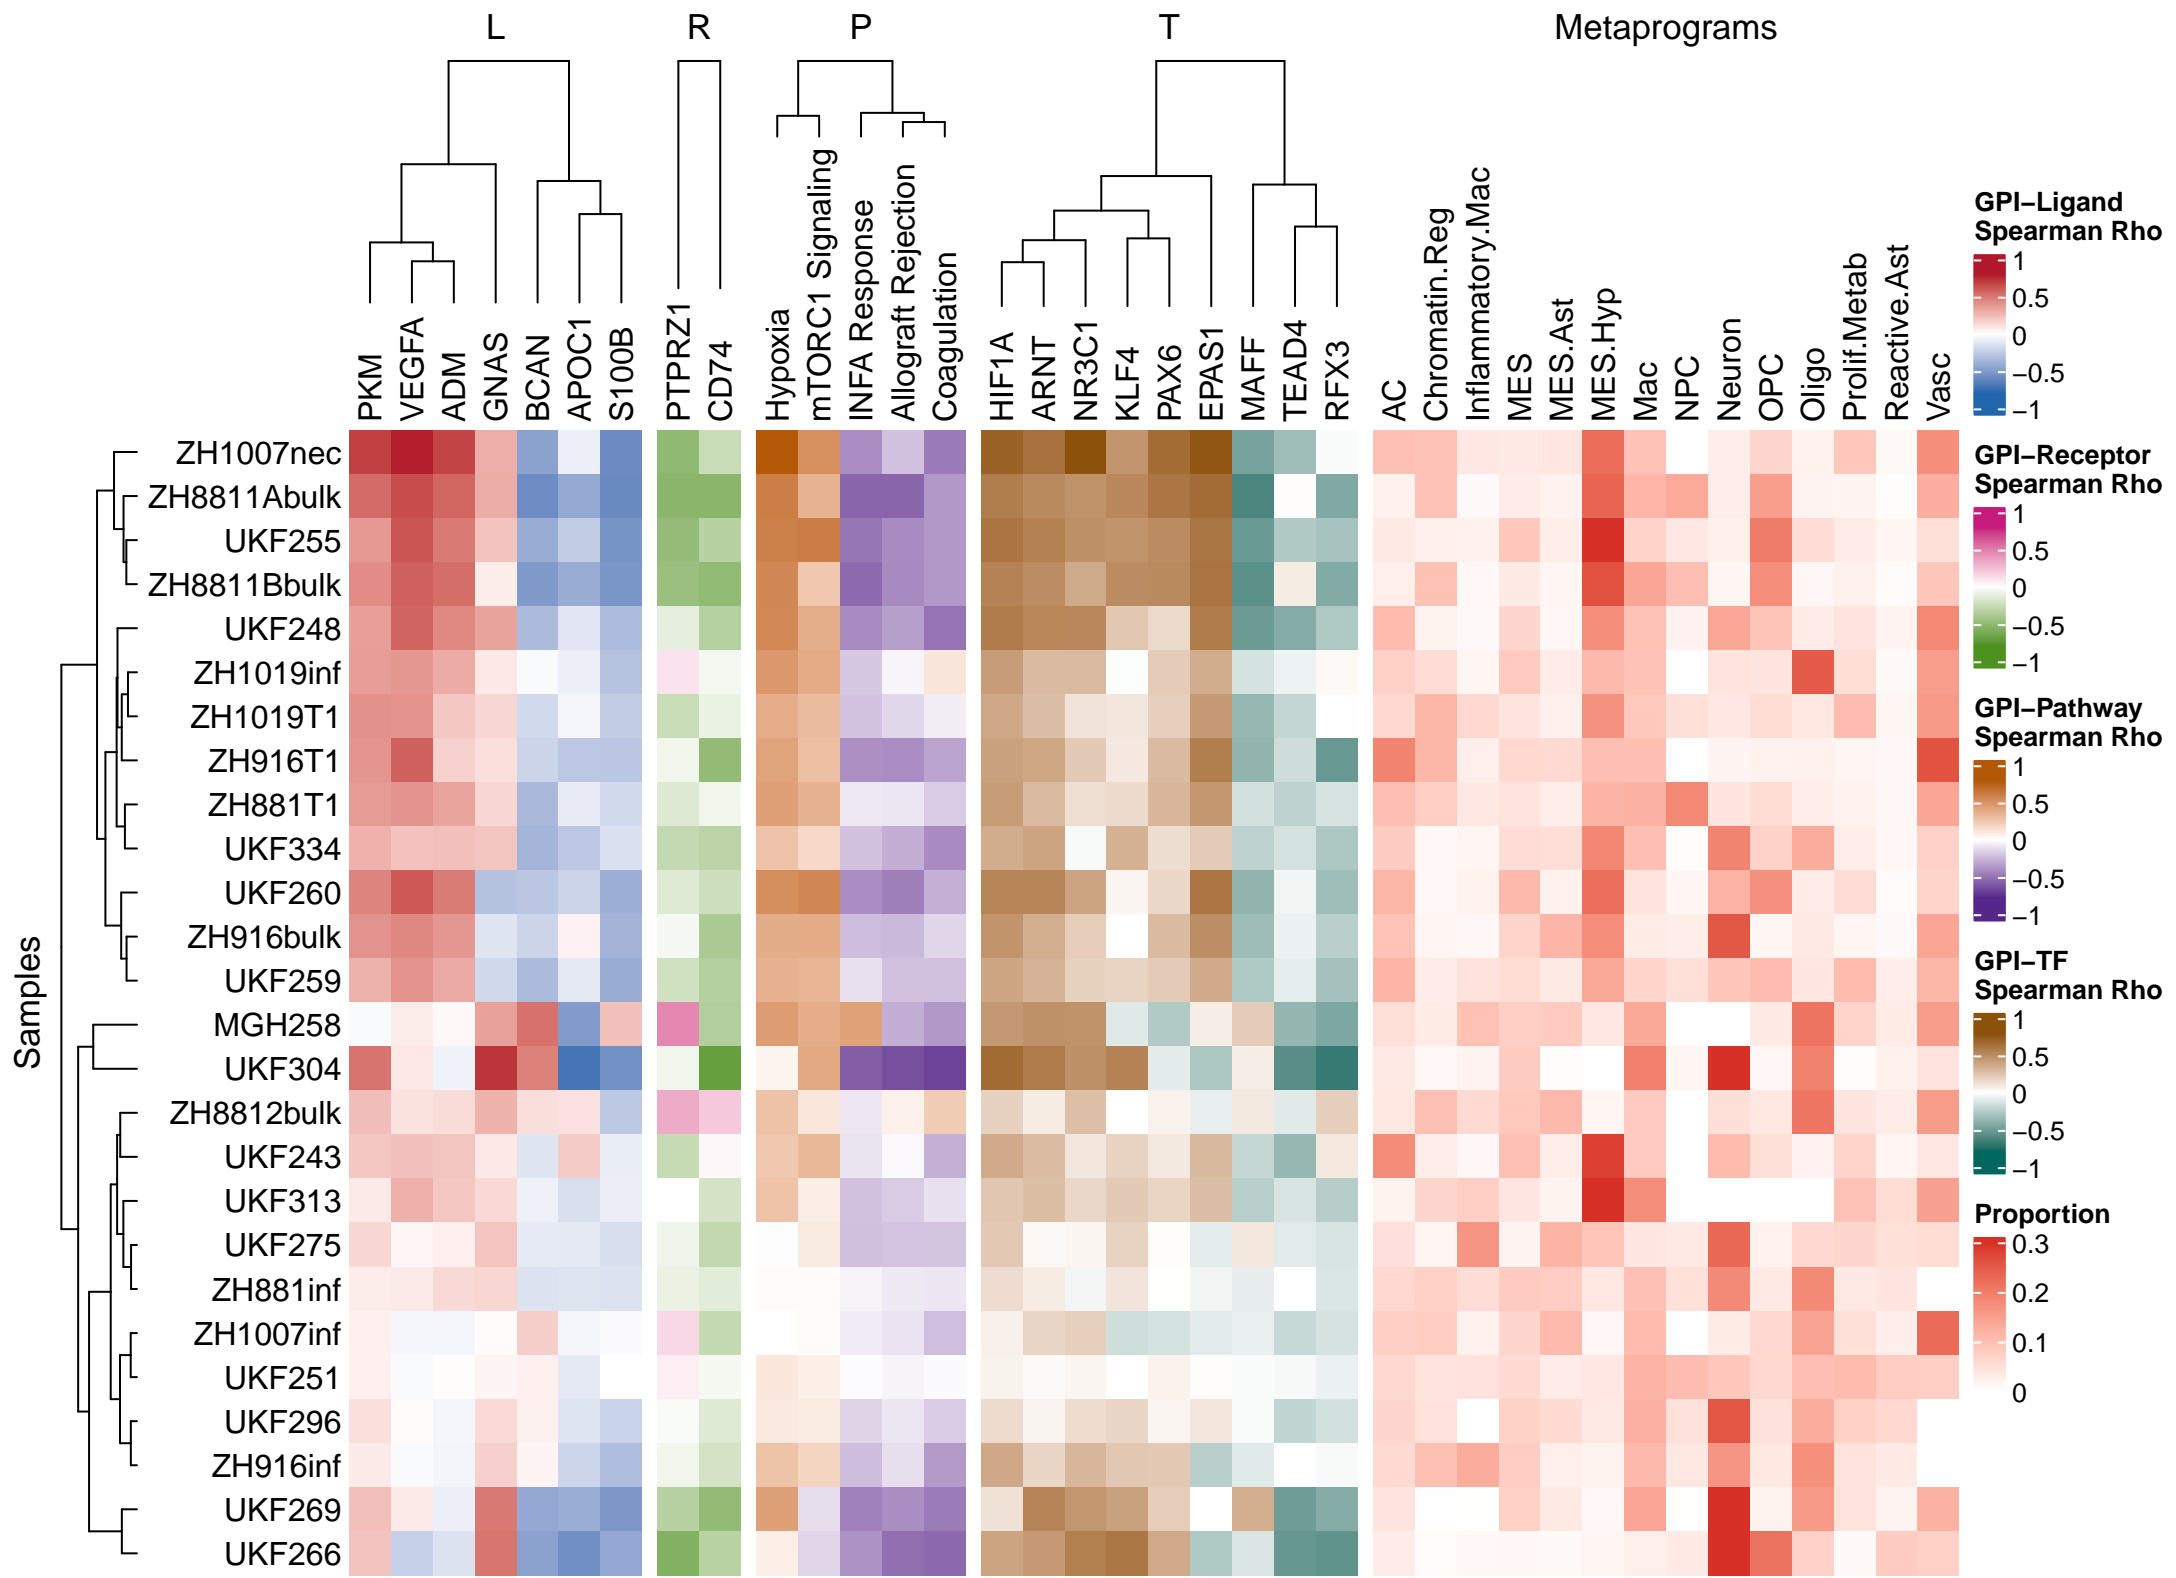 L R P T Metaprograms
PKM
VEGFA
ADM
GNAS
BCAN
APOC1
S100B
PTPRZ1
CD74
Hypoxia
mTORC1 Signaling
INFA Response
Allograft Rejection
Coagulation
HIF1A
ARNT
NR3C1
KLF4
PAX6
EPAS1
MAFF
TEAD4
RFX3
AC
Chromatin.Reg
Inflammatory.Mac
MES
MES.Ast
MES.Hyp
Mac
NPC
Neuron
OPC
Oligo
Prolif.Metab
Reactive.Ast
Vasc
Samples
ZH1007nec
ZH8811Abulk
UKF255
ZH8811Bbulk
UKF248
ZH1019inf
ZH1019T1
ZH916T1
ZH881T1
UKF334
UKF260
ZH916bulk
UKF259
MGH258
UKF304
ZH8812bulk
UKF243
UKF313
UKF275
ZH881inf
ZH1007inf
UKF251
UKF296
ZH916inf
UKF269
UKF266
GPI−Ligand
Spearman Rho
1
0.5
0
−0.5
−1
GPI−Receptor
Spearman Rho
1
0.5
0
−0.5
−1
GPI−Pathway
Spearman Rho
1
0.5
0
−0.5
−1
GPI−TF
Spearman Rho
1
0.5
0
−0.5
−1
Proportion
0.3
0.2
0.1
0